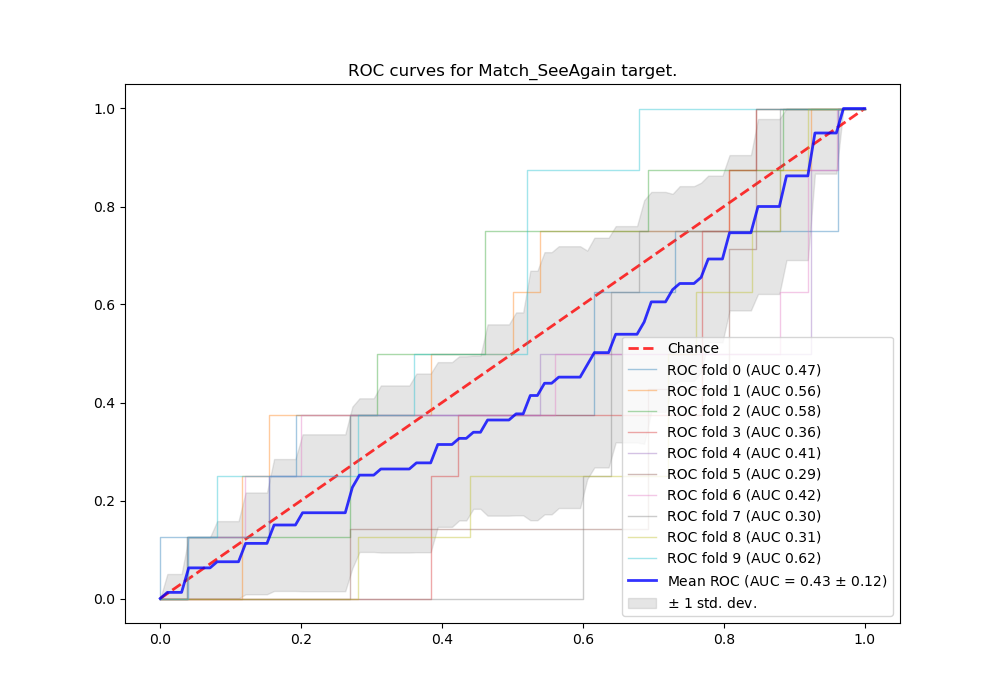 ROC curves for Match_SeeAgain target.
1.0
0.8
0.6
0.4
0.2
0.0
0.0 0.2 0.4 0.6 0.8 1.0
Chance
ROC fold 0 (AUC 0.47)
ROC fold 1 (AUC 0.56)
ROC fold 2 (AUC 0.58)
ROC fold 3 (AUC 0.36)
ROC fold 4 (AUC 0.41)
ROC fold 5 (AUC 0.29)
ROC fold 6 (AUC 0.42)
ROC fold 7 (AUC 0.30)
ROC fold 8 (AUC 0.31)
ROC fold 9 (AUC 0.62)
Mean ROC (AUC = 0.43 ± 0.12)
± 1 std. dev.